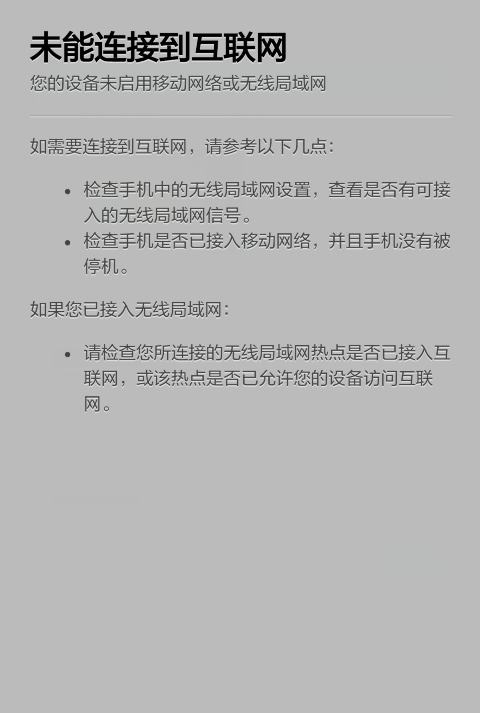 未能连接到互联网
您的设备未启用移动网络或无线局域网
如需要连接到互联网，请参考以下几点：
• 检查手机中的无线局域网设置，查看是否有可接
入的无线局域网信号。
• 检查手机是否已接入移动网络，并且手机没有被
停机。
如果您已接入无线局域网：
• 请检查您所连接的无线局域网热点是否已接入互
联网，或该热点是否已允许您的设备访问互联
网。